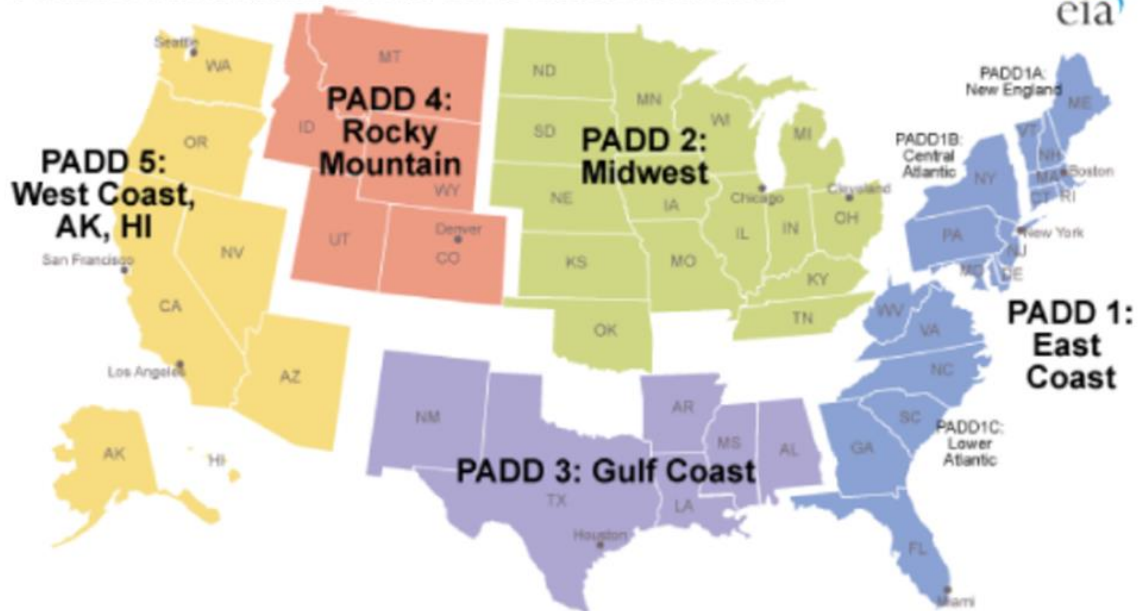 eia
Seattle
WA
MT
ND
MN
PADD1A:
New England
ME
PADD 4:
Rocky
Mountain
ID
WY
OR
SD
WI
MI
PADD 2:
Midwest
PADD1B:
Central
Atlantic
VT
NH
MA
Boston
CT
RI
NY
PADD 5:
West Coast,
AK, HI
NE
IA
Chicago
Cleveland
OH
IL
IN
PA
New York
NJ
NV
UT
Denver
CO
San Francisco
KS
MO
KY
MD
DE
CA
OK
TN
WV
VA
PADD 1:
East
Coast
Los Angeles
AZ
NC
NM
AR
SC
PADD1C:
Lower
Atlantic
MS
AL
GA
AK
HI
PADD 3: Gulf Coast
TX
LA
Houston
FL
Miami